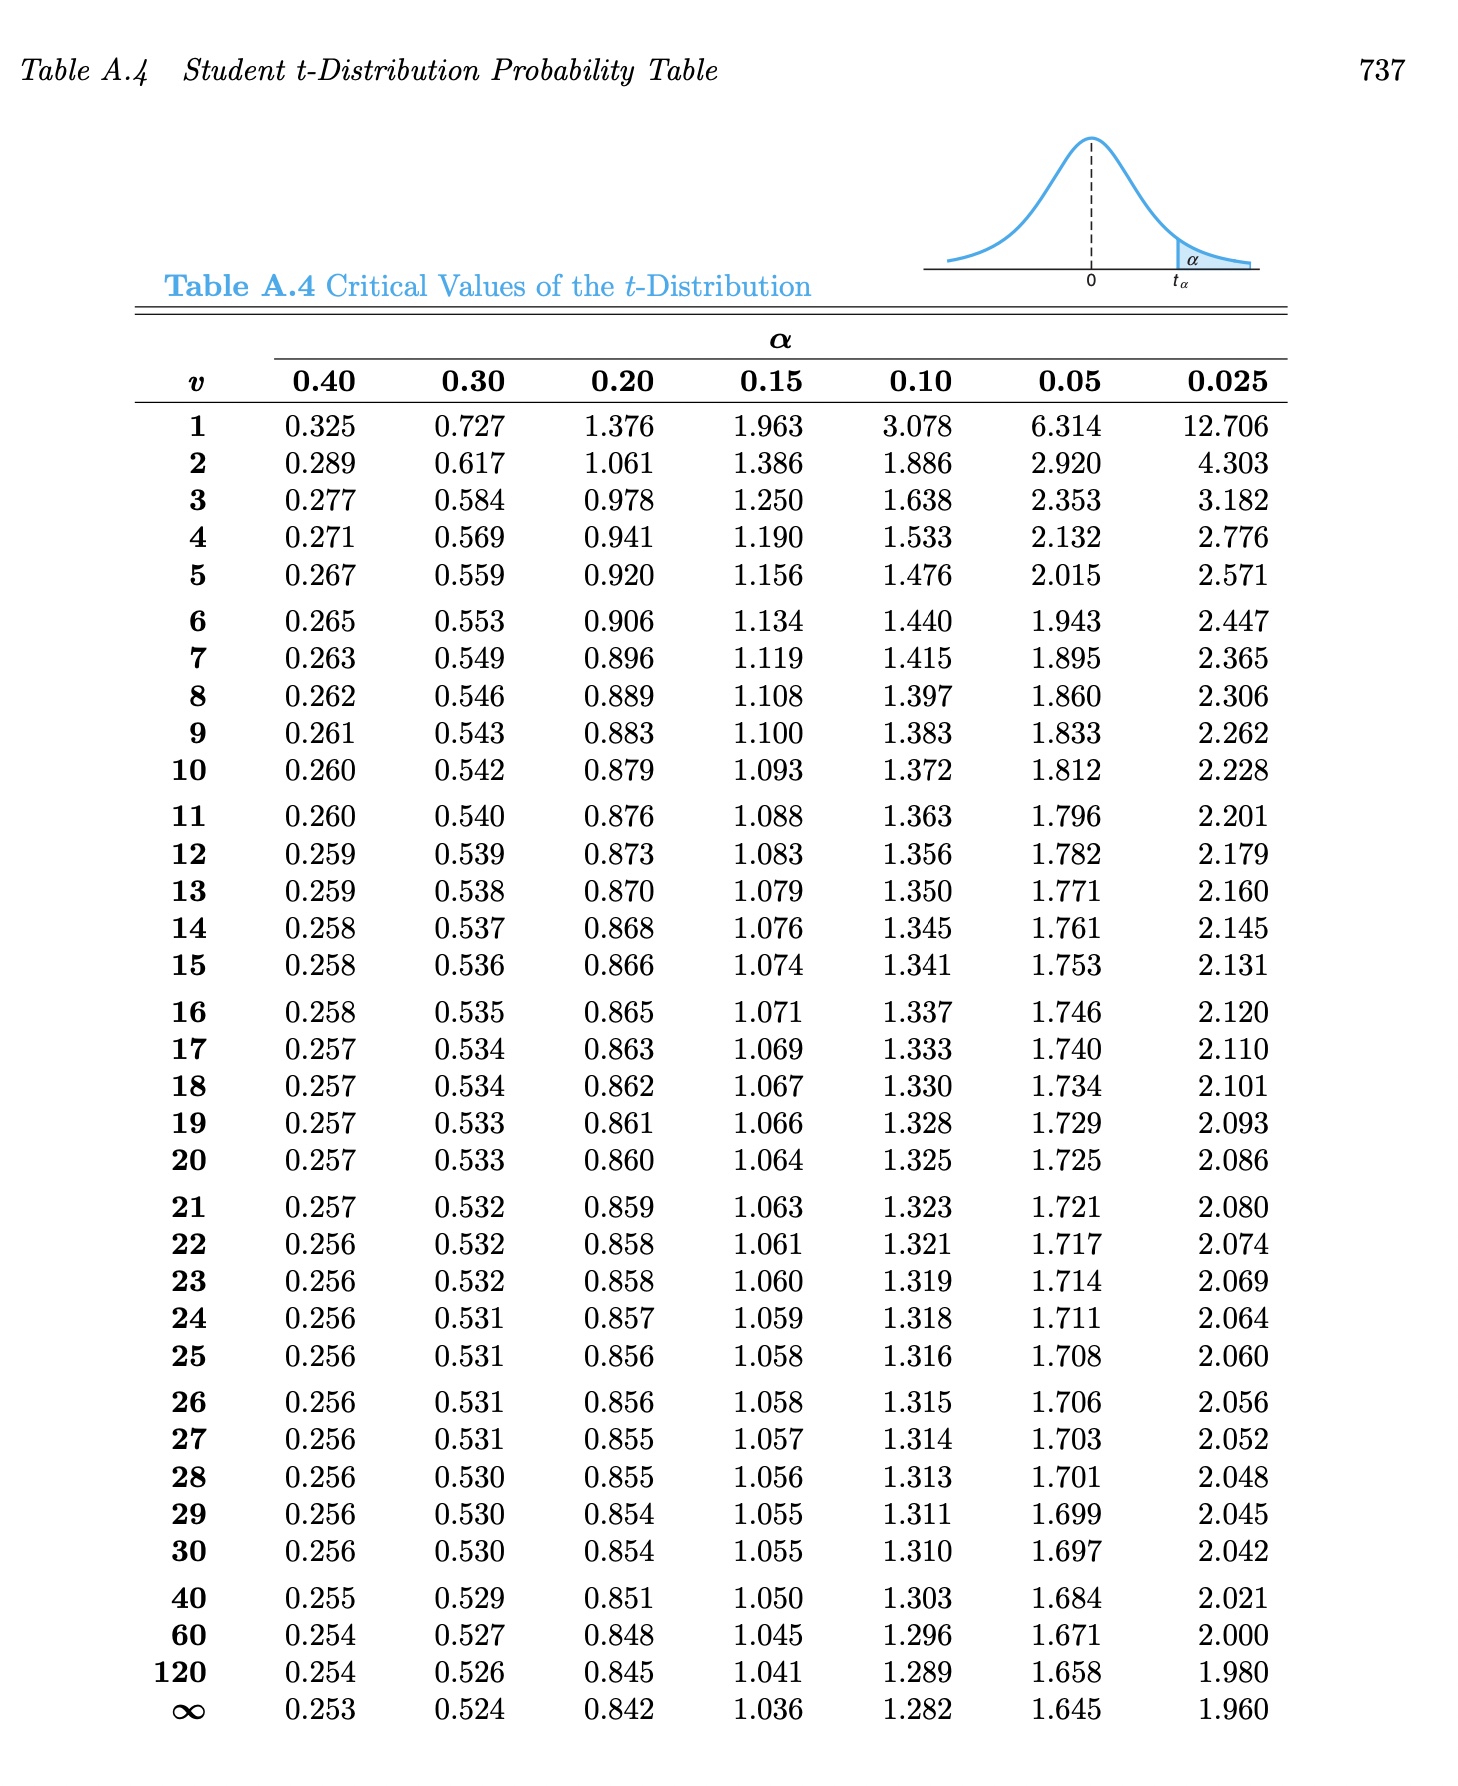 Table A.4 Student t-Distribution Probability Table 737
α
0 tα
Table A.4 Critical Values of the t-Distribution
α
v 0.40 0.30 0.20 0.15 0.10 0.05 0.025
1 0.325 0.727 1.376 1.963 3.078 6.314 12.706
2 0.289 0.617 1.061 1.386 1.886 2.920 4.303
3 0.277 0.584 0.978 1.250 1.638 2.353 3.182
4 0.271 0.569 0.941 1.190 1.533 2.132 2.776
5 0.267 0.559 0.920 1.156 1.476 2.015 2.571
6 0.265 0.553 0.906 1.134 1.440 1.943 2.447
7 0.263 0.549 0.896 1.119 1.415 1.895 2.365
8 0.262 0.546 0.889 1.108 1.397 1.860 2.306
9 0.261 0.543 0.883 1.100 1.383 1.833 2.262
10 0.260 0.542 0.879 1.093 1.372 1.812 2.228
11 0.260 0.540 0.876 1.088 1.363 1.796 2.201
12 0.259 0.539 0.873 1.083 1.356 1.782 2.179
13 0.259 0.538 0.870 1.079 1.350 1.771 2.160
14 0.258 0.537 0.868 1.076 1.345 1.761 2.145
15 0.258 0.536 0.866 1.074 1.341 1.753 2.131
16 0.258 0.535 0.865 1.071 1.337 1.746 2.120
17 0.257 0.534 0.863 1.069 1.333 1.740 2.110
18 0.257 0.534 0.862 1.067 1.330 1.734 2.101
19 0.257 0.533 0.861 1.066 1.328 1.729 2.093
20 0.257 0.533 0.860 1.064 1.325 1.725 2.086
21 0.257 0.532 0.859 1.063 1.323 1.721 2.080
22 0.256 0.532 0.858 1.061 1.321 1.717 2.074
23 0.256 0.532 0.858 1.060 1.319 1.714 2.069
24 0.256 0.531 0.857 1.059 1.318 1.711 2.064
25 0.256 0.531 0.856 1.058 1.316 1.708 2.060
26 0.256 0.531 0.856 1.058 1.315 1.706 2.056
27 0.256 0.531 0.855 1.057 1.314 1.703 2.052
28 0.256 0.530 0.855 1.056 1.313 1.701 2.048
29 0.256 0.530 0.854 1.055 1.311 1.699 2.045
30 0.256 0.530 0.854 1.055 1.310 1.697 2.042
40 0.255 0.529 0.851 1.050 1.303 1.684 2.021
60 0.254 0.527 0.848 1.045 1.296 1.671 2.000
120 0.254 0.526 0.845 1.041 1.289 1.658 1.980
∞ 0.253 0.524 0.842 1.036 1.282 1.645 1.960